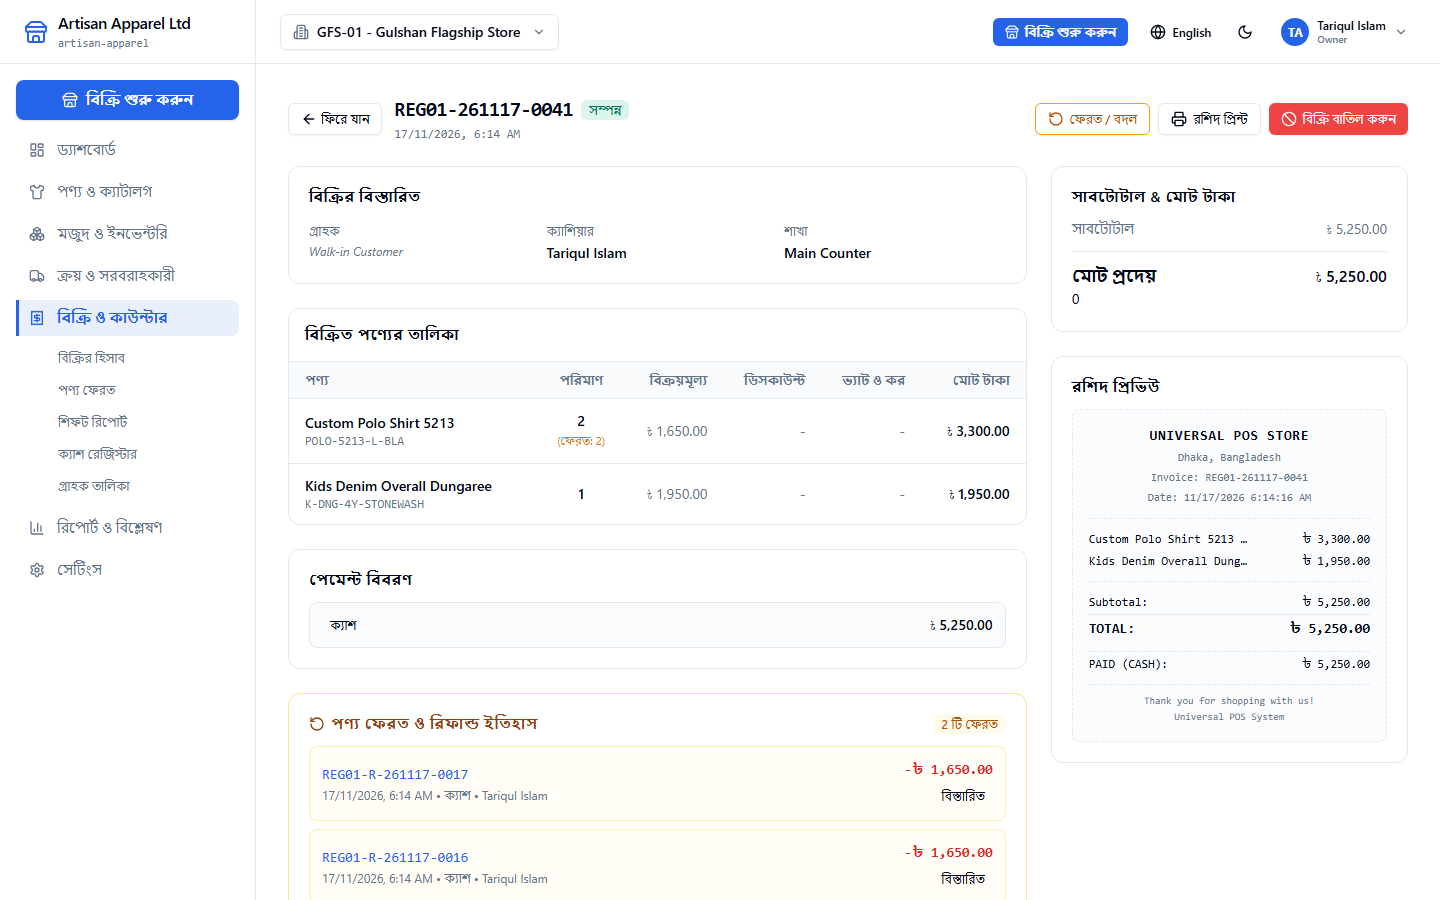 Artisan Apparel Ltd
artisan-apparel
GFS-01 - Gulshan Flagship Store
বিক্রি শুরু করুন
English
TA
Tariqul Islam
Owner
বিক্রি শুরু করুন
ড্যাশবোর্ড
পণ্য ও ক্যাটালগ
মজুদ ও ইনভেন্টরি
ক্রয় ও সরবরাহকারী
বিক্রি ও কাউন্টার
বিক্রির হিসাব
পণ্য ফেরত
শিফট রিপোর্ট
ক্যাশ রেজিস্টার
গ্রাহক তালিকা
রিপোর্ট ও বিশ্লেষণ
সেটিংস
ফিরে যান
REG01-261117-0041 সম্পন্ন
17/11/2026, 6:14 AM
ফেরত / বদল
রশিদ প্রিন্ট
বিক্রি বাতিল করুন
বিক্রির বিস্তারিত
গ্রাহক ক্যাশিয়ার শাখা
Walk-in Customer Tariqul Islam Main Counter
বিক্রিত পণ্যের তালিকা
পণ্য পরিমাণ বিক্রয়মূল্য ডিসকাউন্ট ভ্যাট ও কর মোট টাকা
Custom Polo Shirt 5213 2 ৳ 1,650.00 - - ৳ 3,300.00
POLO-5213-L-BLA (ফেরত: 2)
Kids Denim Overall Dungaree 1 ৳ 1,950.00 - - ৳ 1,950.00
K-DNG-4Y-STONEWASH
পেমেন্ট বিবরণ
ক্যাশ ৳ 5,250.00
পণ্য ফেরত ও রিফান্ড ইতিহাস 2 টি ফেরত
REG01-R-261117-0017 -৳ 1,650.00
17/11/2026, 6:14 AM • ক্যাশ • Tariqul Islam বিস্তারিত
REG01-R-261117-0016 -৳ 1,650.00
17/11/2026, 6:14 AM • ক্যাশ • Tariqul Islam বিস্তারিত
সাবটোটাল & মোট টাকা
সাবটোটাল ৳ 5,250.00
মোট প্রদেয় ৳ 5,250.00
0
রশিদ প্রিভিউ
UNIVERSAL POS STORE
Dhaka, Bangladesh
Invoice: REG01-261117-0041
Date: 11/17/2026 6:14:16 AM
Custom Polo Shirt 5213 … ৳ 3,300.00
Kids Denim Overall Dung… ৳ 1,950.00
Subtotal: ৳ 5,250.00
TOTAL: ৳ 5,250.00
PAID (CASH): ৳ 5,250.00
Thank you for shopping with us!
Universal POS System